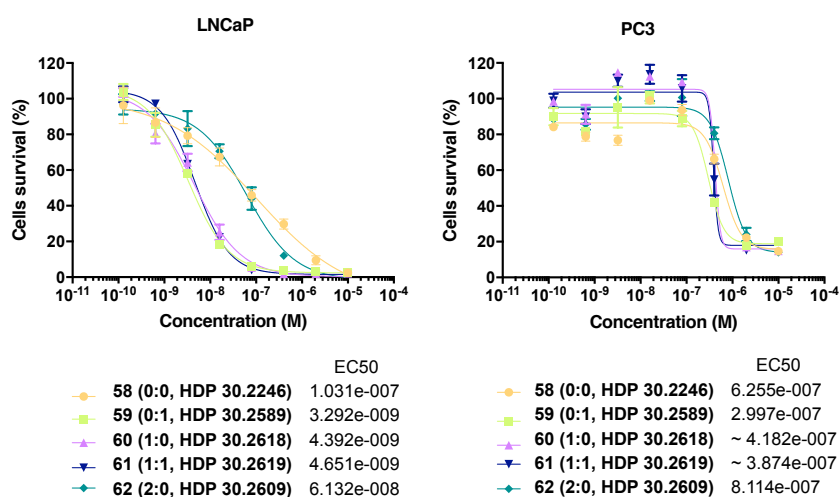 LNCaP
Cells survival (%)
120
100
80
60
40
20
0
10⁻¹¹ 10⁻¹⁰ 10⁻⁹ 10⁻⁸ 10⁻⁷ 10⁻⁶ 10⁻⁵ 10⁻⁴
Concentration (M)
EC50
58 (0:0, HDP 30.2246) 1.031e-007
59 (0:1, HDP 30.2589) 3.292e-009
60 (1:0, HDP 30.2618) 4.392e-009
61 (1:1, HDP 30.2619) 4.651e-009
62 (2:0, HDP 30.2609) 6.132e-008
PC3
Cells survival (%)
120
100
80
60
40
20
0
10⁻¹¹ 10⁻¹⁰ 10⁻⁹ 10⁻⁸ 10⁻⁷ 10⁻⁶ 10⁻⁵ 10⁻⁴
Concentration (M)
EC50
58 (0:0, HDP 30.2246) 6.255e-007
59 (0:1, HDP 30.2589) 2.997e-007
60 (1:0, HDP 30.2618) ~ 4.182e-007
61 (1:1, HDP 30.2619) ~ 3.874e-007
62 (2:0, HDP 30.2609) 8.114e-007